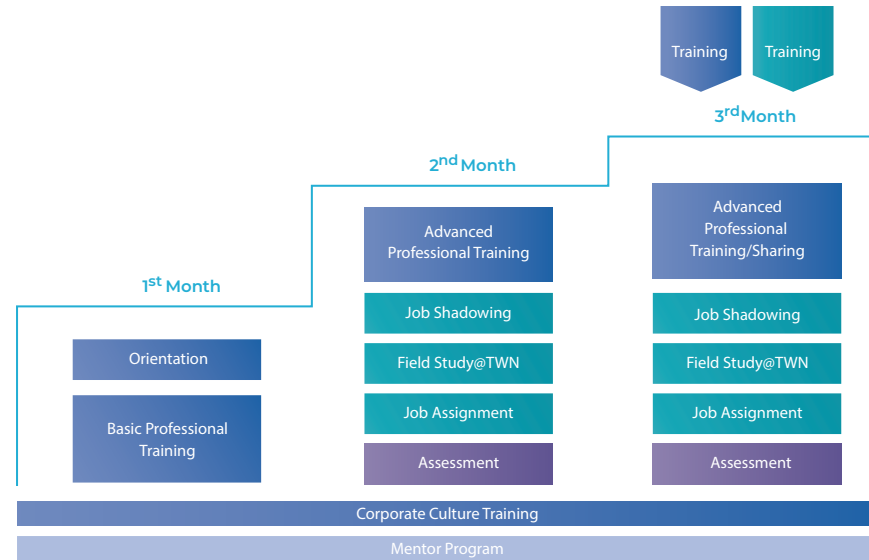 Training
Training
3rd Month
2nd Month
1st Month
Orientation
Basic Professional
Training
Advanced
Professional Training
Job Shadowing
Field Study@TWN
Job Assignment
Assessment
Advanced
Professional
Training/Sharing
Job Shadowing
Field Study@TWN
Job Assignment
Assessment
Corporate Culture Training
Mentor Program